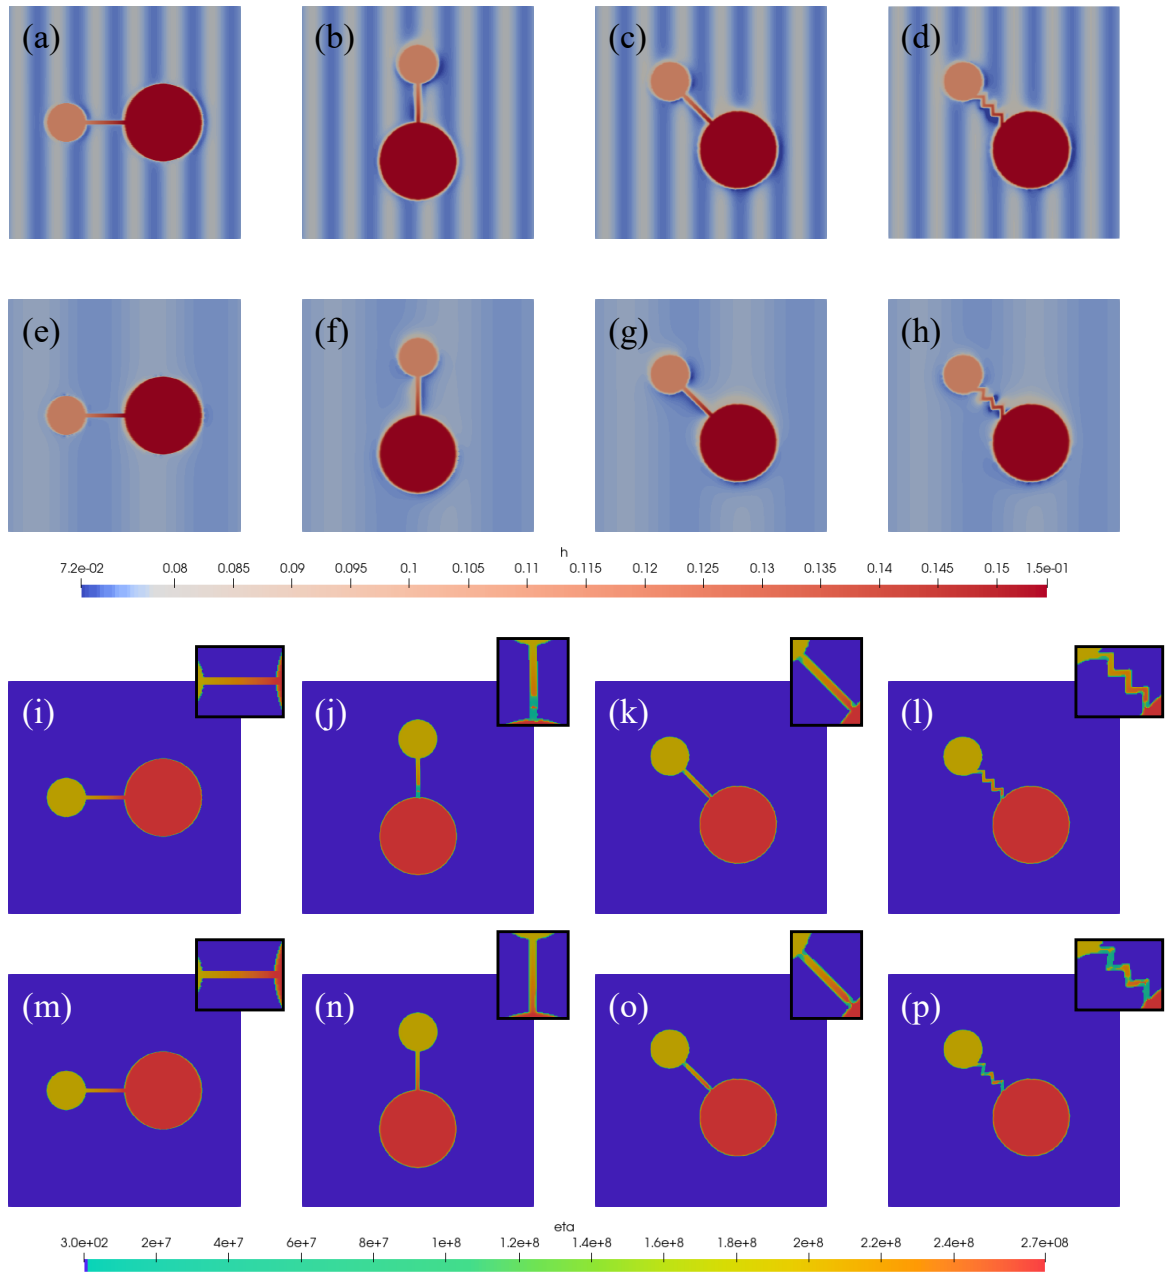 (a) (b) (c) (d)
(e) (f) (g) (h)
h
7.2e-02 0.08 0.085 0.09 0.095 0.1 0.105 0.11 0.115 0.12 0.125 0.13 0.135 0.14 0.145 0.15 1.5e-01
(i) (j) (k) (l)
(m) (n) (o) (p)
eta
3.0e+02 2e+7 4e+7 6e+7 8e+7 1e+8 1.2e+8 1.4e+8 1.6e+8 1.8e+8 2e+8 2.2e+8 2.4e+8 2.7e+08